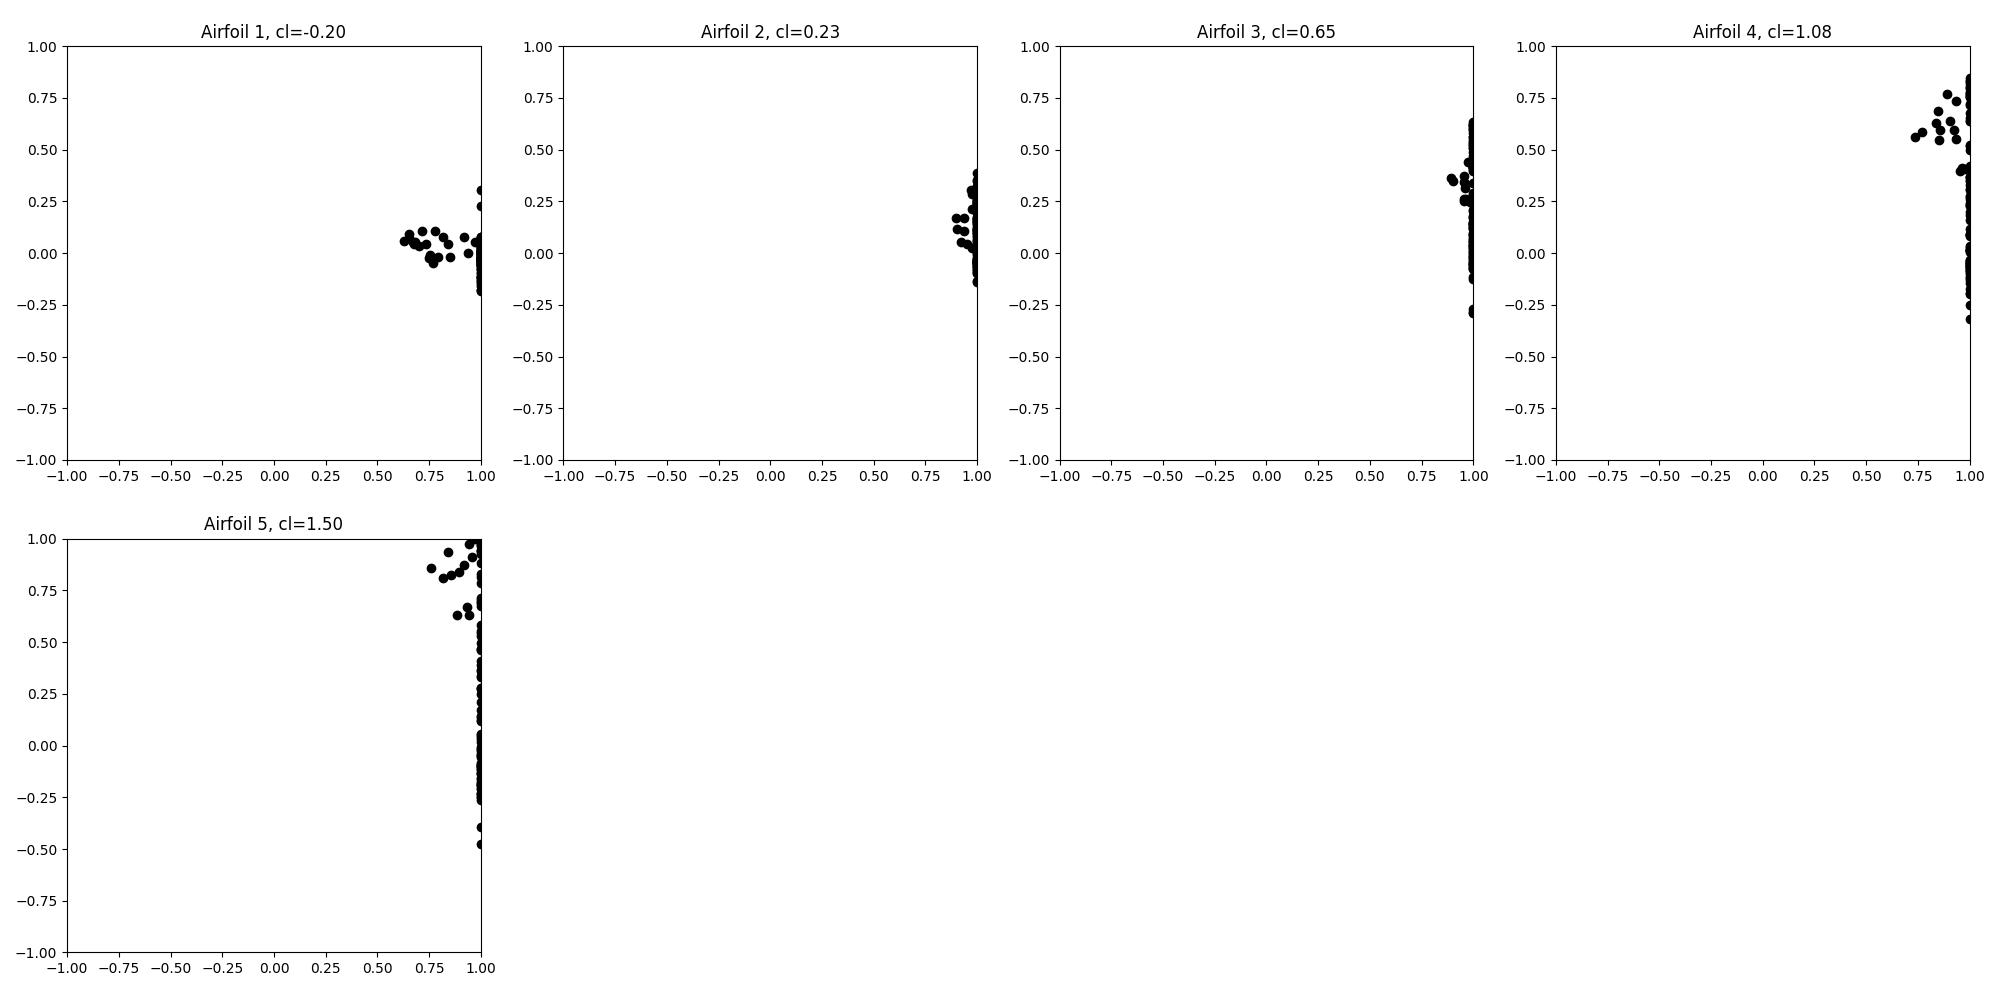 Airfoil 1, cl=-0.20
Airfoil 2, cl=0.23
Airfoil 3, cl=0.65
Airfoil 4, cl=1.08
1.00 1.00 1.00 1.00
0.75 0.75 0.75 0.75
0.50 0.50 0.50 0.50
0.25 0.25 0.25 0.25
0.00 0.00 0.00 0.00
−0.25 −0.25 −0.25 −0.25
−0.50 −0.50 −0.50 −0.50
−0.75 −0.75 −0.75 −0.75
−1.00 −1.00 −1.00 −1.00
−1.00 −0.75 −0.50 −0.25 0.00 0.25 0.50 0.75 1.00
−1.00 −0.75 −0.50 −0.25 0.00 0.25 0.50 0.75 1.00
−1.00 −0.75 −0.50 −0.25 0.00 0.25 0.50 0.75 1.00
−1.00 −0.75 −0.50 −0.25 0.00 0.25 0.50 0.75 1.00
Airfoil 5, cl=1.50
1.00
0.75
0.50
0.25
0.00
−0.25
−0.50
−0.75
−1.00
−1.00 −0.75 −0.50 −0.25 0.00 0.25 0.50 0.75 1.00